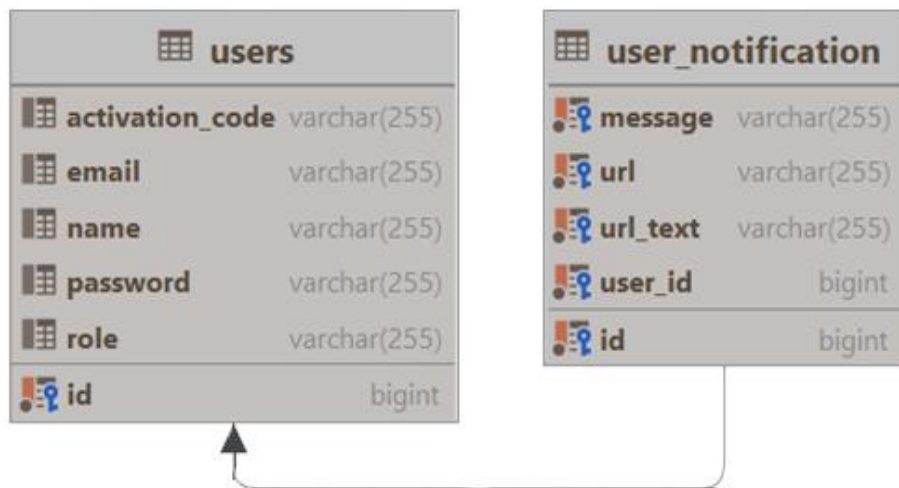 users
activation_code varchar(255)
email varchar(255)
name varchar(255)
password varchar(255)
role varchar(255)
id bigint
user_notification
message varchar(255)
url varchar(255)
url_text varchar(255)
user_id bigint
id bigint